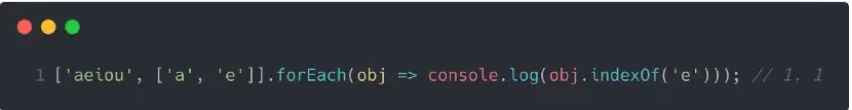 1 ['aeiou', ['a', 'e']].forEach(obj => console.log(obj.indexOf('e'))); // 1, 1